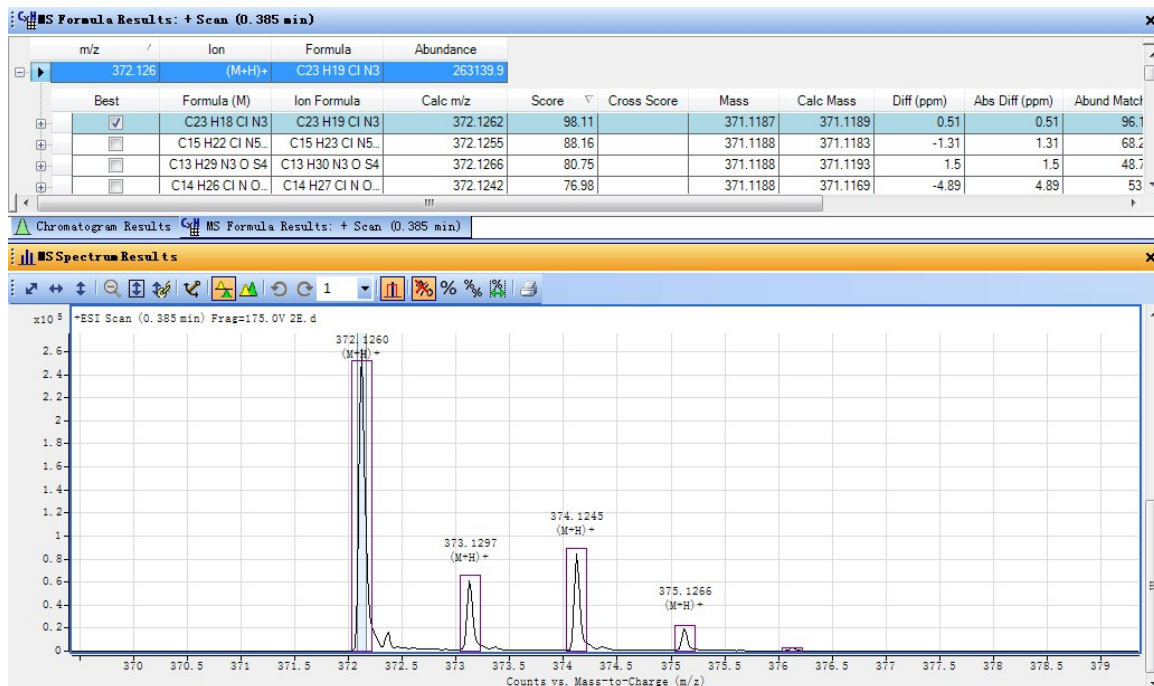 MS Formula Results: + Scan (0.385 min)
m/z Ion Formula Abundance
372.126 (M+H)+ C23 H19 Cl N3 263139.9
Best Formula (M) Ion Formula Calc m/z Score Cross Score Mass Calc Mass Diff (ppm) Abs Diff (ppm) Abund Match
C23 H18 Cl N3 C23 H19 Cl N3 372.1262 98.11 371.1187 371.1189 0.51 0.51 96.1
C15 H22 Cl N5... C15 H23 Cl N5... 372.1255 88.16 371.1188 371.1183 -1.31 1.31 68.2
C13 H29 N3 O S4 C13 H30 N3 O S4 372.1266 80.75 371.1188 371.1193 1.5 1.5 48.7
C14 H26 Cl N O... C14 H27 Cl N O... 372.1242 76.98 371.1188 371.1169 -4.89 4.89 53
Chromatogram Results MS Formula Results: + Scan (0.385 min)
MS Spectrum Results
1
x10 5 +ESI Scan (0.385 min) Frag=175.0V 2E.d
372.1260
(M+H)+
2.6
2.4
2.2
2
1.8
1.6
1.4
1.2
1
0.8
0.6
0.4
0.2
0
374.1245
(M+H)+
373.1297
(M+H)+
375.1266
(M+H)+
370 370.5 371 371.5 372 372.5 373 373.5 374 374.5 375 375.5 376 376.5 377 377.5 378 378.5 379
Counts vs. Mass-to-Charge (m/z)